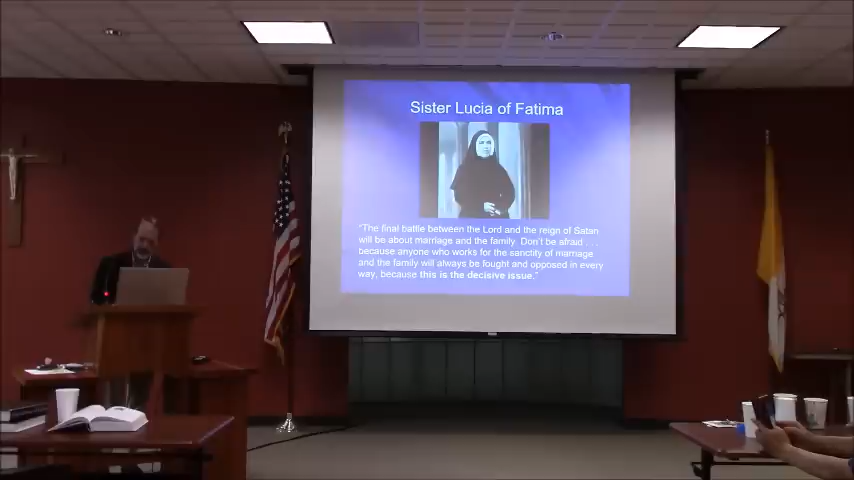 Sister Lucia of Fatima
"The final battle between the Lord and the reign of Satan
will be about marriage and the family. Don't be afraid . . .
because anyone who works for the sanctity of marriage
and the family will always be fought and opposed in every
way, because this is the decisive issue."